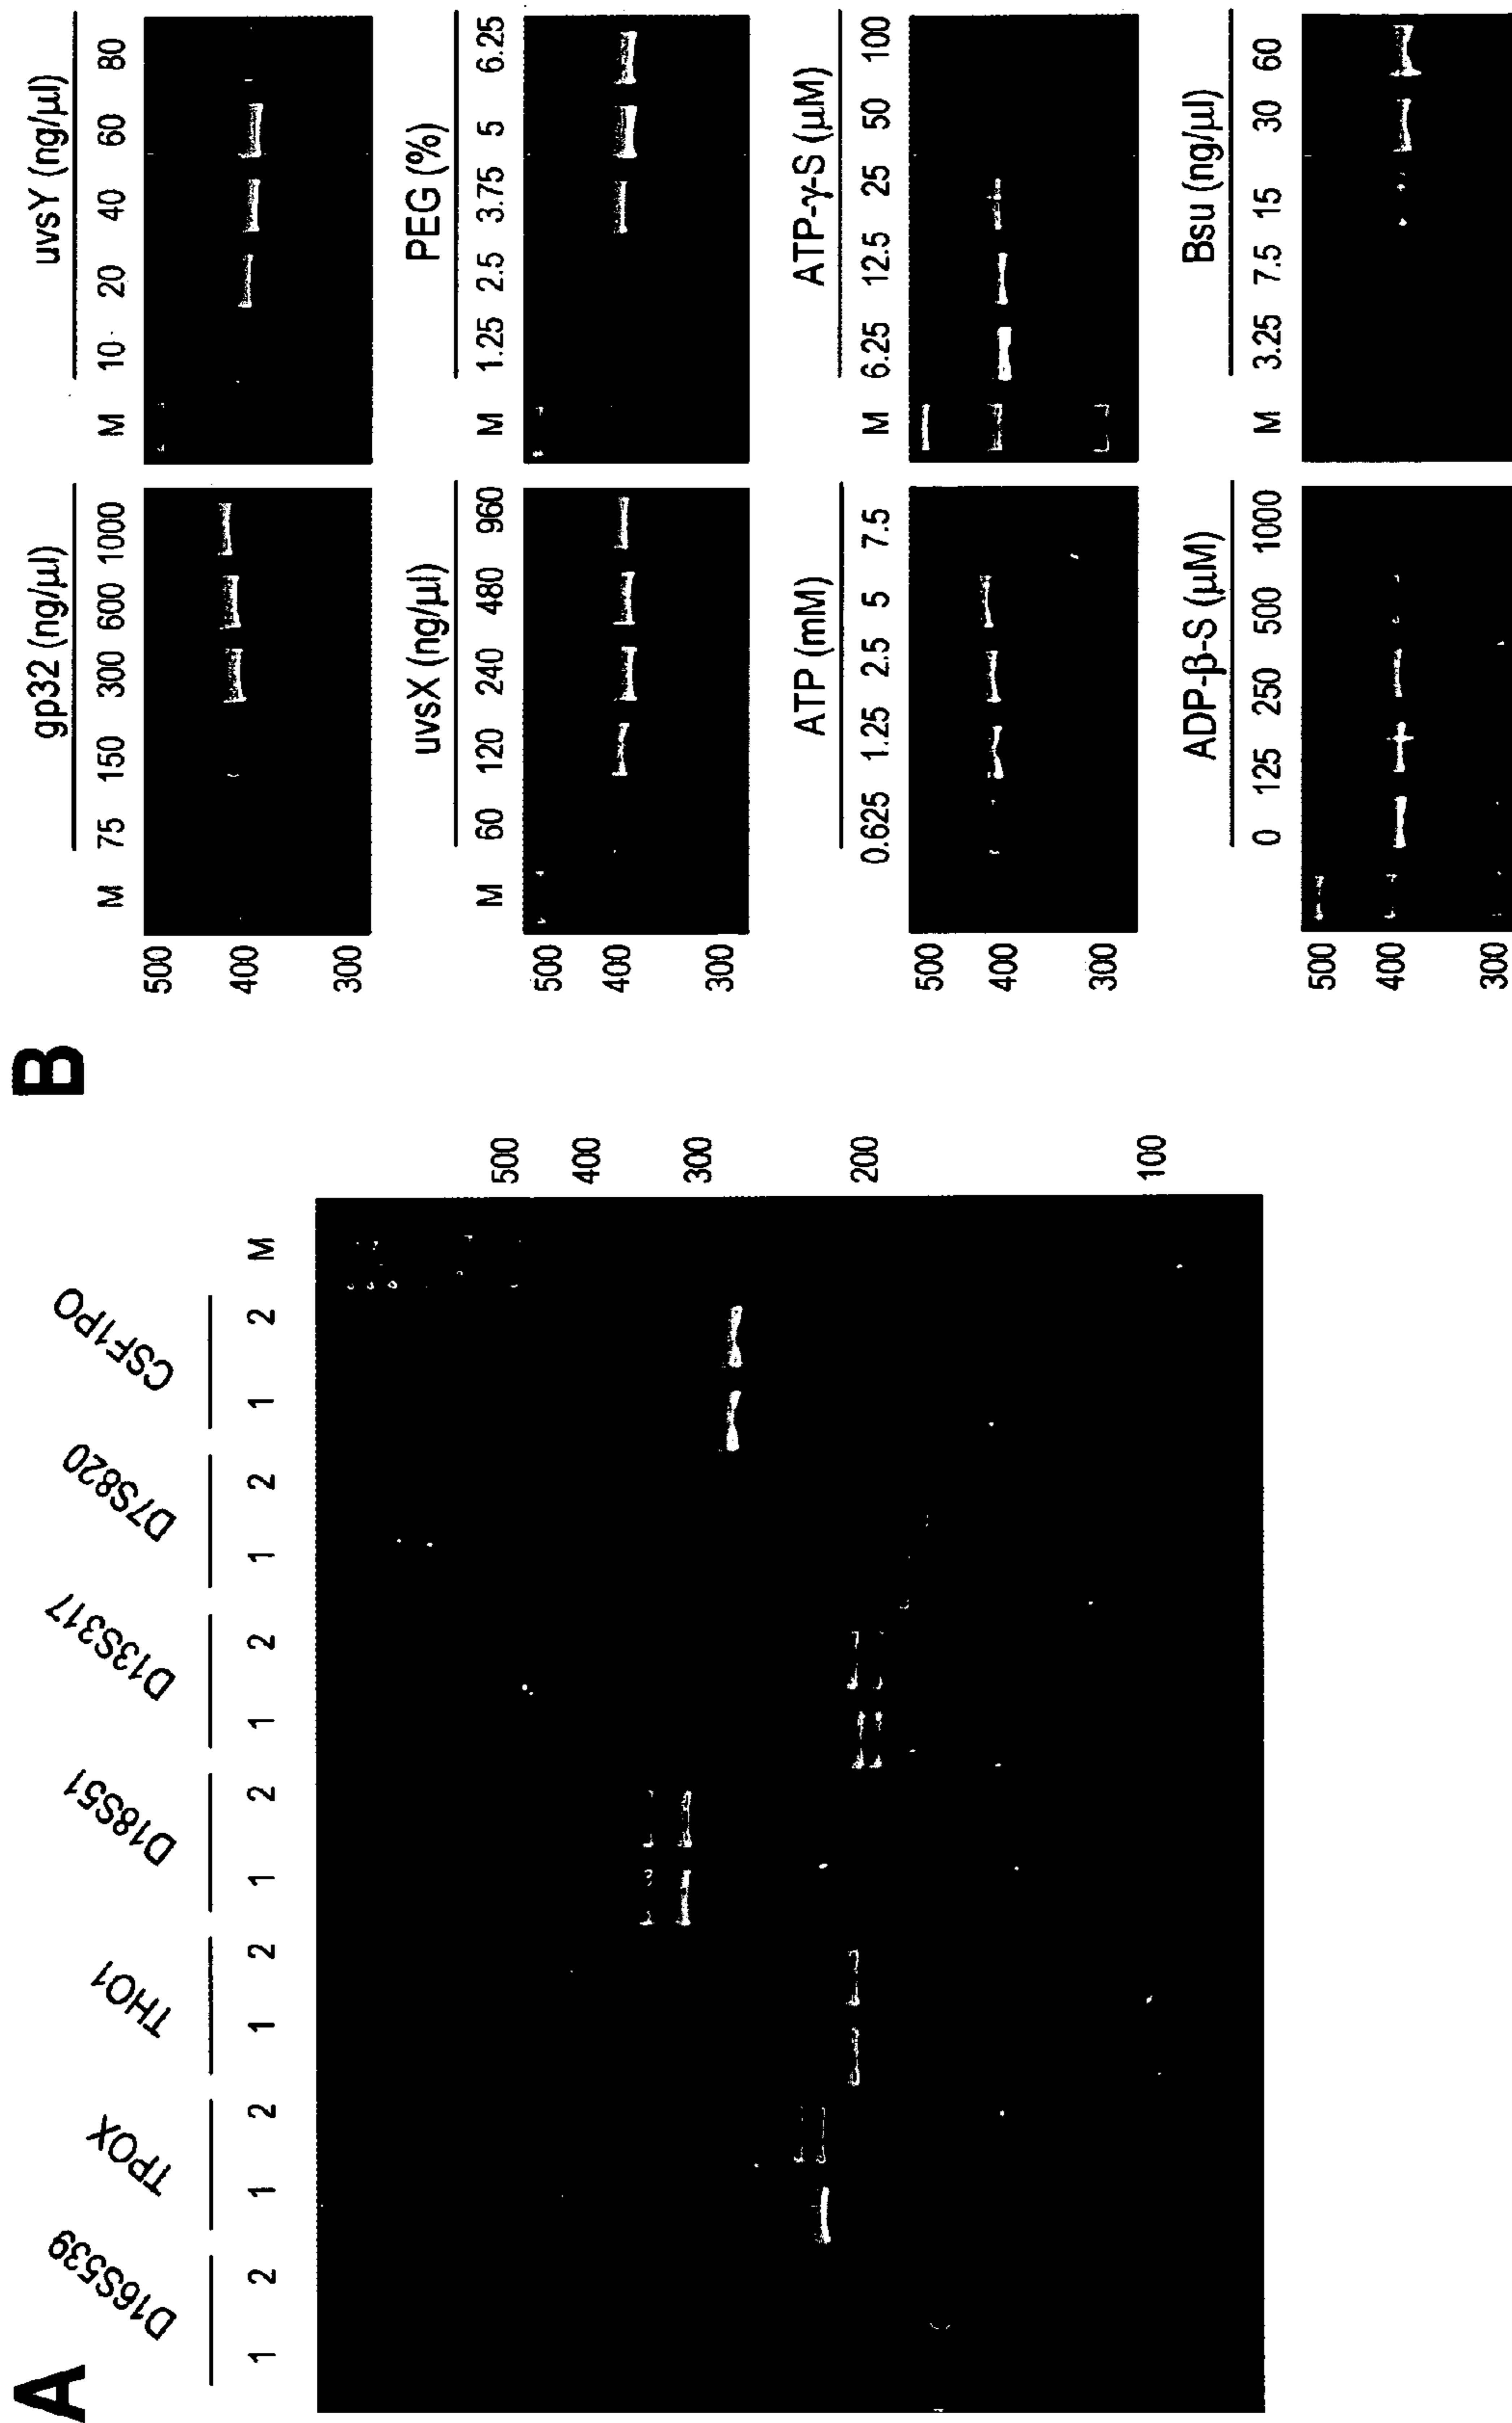 A
D16S539 TPOX THO1 D18S51 D13S317 D7S820 CSF1PO
1 2 1 2 1 2 1 2 1 2 1 2 1 2 M
500
400
300
200
100
B
gp32 (ng/µl)
M 75 150 300 600 1000
500
400
300
uvsY (ng/µl)
M 10 20 40 60 80
uvsX (ng/µl)
M 60 120 240 480 960
500
400
300
PEG (%)
M 1.25 2.5 3.75 5 6.25
ATP (mM)
0.625 1.25 2.5 5 7.5
500
400
300
ATP-γ-S (µM)
M 6.25 12.5 25 50 100
ADP-β-S (µM)
0 125 250 500 1000
500
400
300
Bsu (ng/µl)
M 3.25 7.5 15 30 60